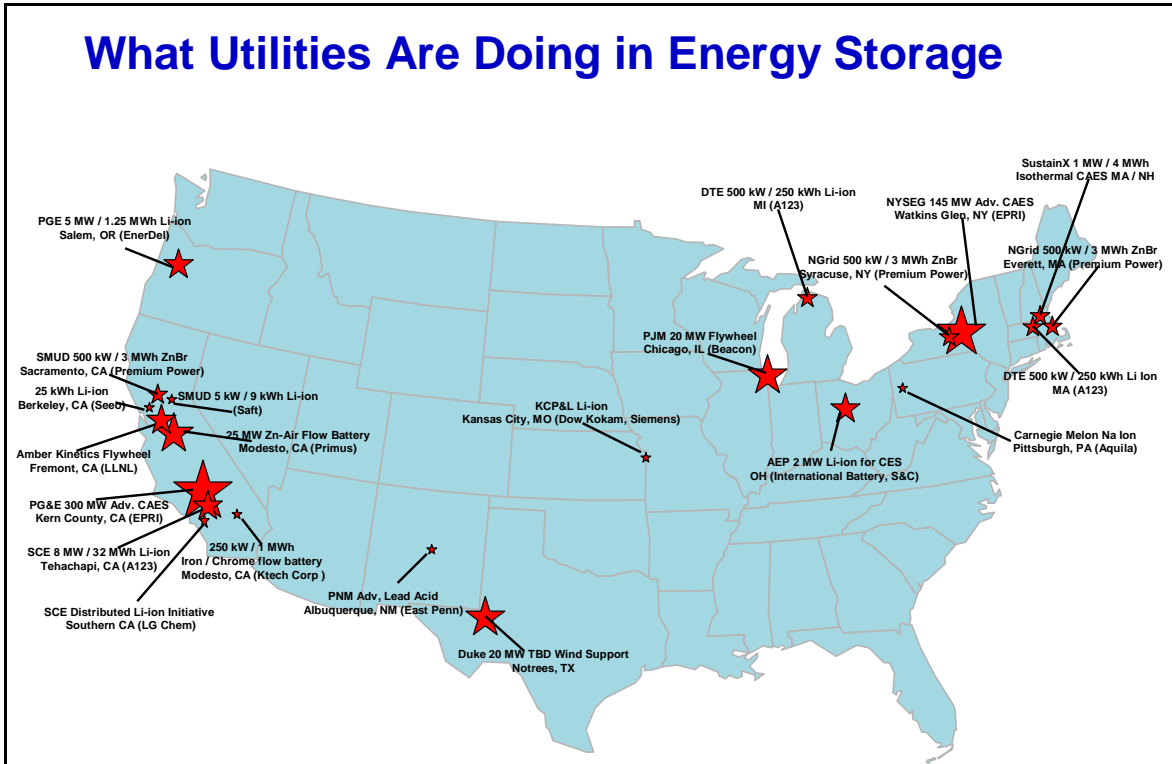 What Utilities Are Doing in Energy Storage
SustainX 1 MW / 4 MWh
Isothermal CAES MA / NH
DTE 500 kW / 250 kWh Li-ion
MI (A123)
NYSEG 145 MW Adv. CAES
Watkins Glen, NY (EPRI)
PGE 5 MW / 1.25 MWh Li-ion
Salem, OR (EnerDel)
NGrid 500 kW / 3 MWh ZnBr
Syracuse, NY (Premium Power)
NGrid 500 kW / 3 MWh ZnBr
Everett, MA (Premium Power)
PJM 20 MW Flywheel
Chicago, IL (Beacon)
SMUD 500 kW / 3 MWh ZnBr
Sacramento, CA (Premium Power)
DTE 500 kW / 250 kWh Li Ion
MA (A123)
25 kWh Li-ion
Berkeley, CA (Seeo)
SMUD 5 kW / 9 kWh Li-ion
(Saft)
KCP&L Li-ion
Kansas City, MO (Dow Kokam, Siemens)
25 MW Zn-Air Flow Battery
Modesto, CA (Primus)
Carnegie Melon Na Ion
Pittsburgh, PA (Aquila)
Amber Kinetics Flywheel
Fremont, CA (LLNL)
AEP 2 MW Li-ion for CES
OH (International Battery, S&C)
PG&E 300 MW Adv. CAES
Kern County, CA (EPRI)
SCE 8 MW / 32 MWh Li-ion
Tehachapi, CA (A123)
250 kW / 1 MWh
Iron / Chrome flow battery
Modesto, CA (Ktech Corp )
PNM Adv, Lead Acid
Albuquerque, NM (East Penn)
SCE Distributed Li-ion Initiative
Southern CA (LG Chem)
Duke 20 MW TBD Wind Support
Notrees, TX